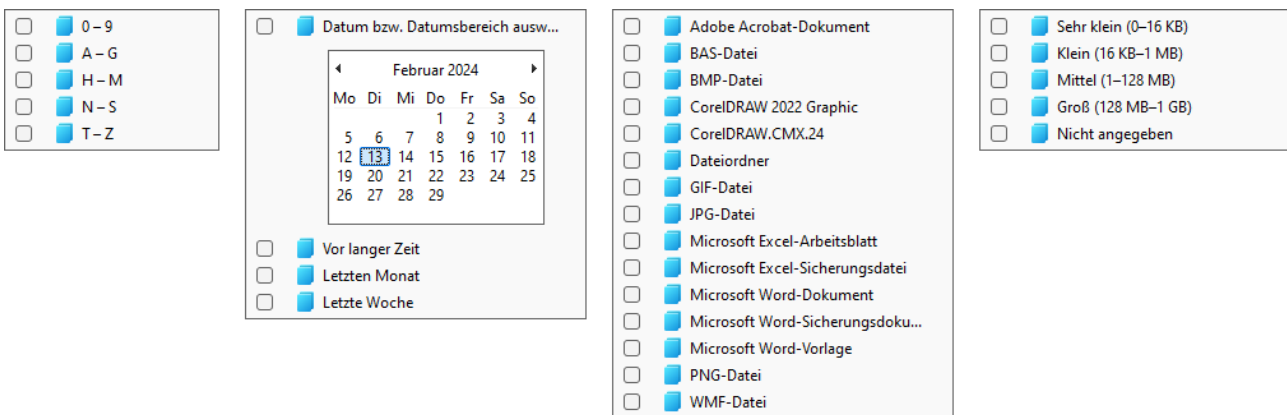 0 – 9
A – G
H – M
N – S
T – Z
Datum bzw. Datumsbereich ausw...
Februar 2024
Mo Di Mi Do Fr Sa So
1 2 3 4
5 6 7 8 9 10 11
12 13 14 15 16 17 18
19 20 21 22 23 24 25
26 27 28 29
Vor langer Zeit
Letzten Monat
Letzte Woche
Adobe Acrobat-Dokument
BAS-Datei
BMP-Datei
CorelDRAW 2022 Graphic
CorelDRAW.CMX.24
Dateiordner
GIF-Datei
JPG-Datei
Microsoft Excel-Arbeitsblatt
Microsoft Excel-Sicherungsdatei
Microsoft Word-Dokument
Microsoft Word-Sicherungsdoku...
Microsoft Word-Vorlage
PNG-Datei
WMF-Datei
Sehr klein (0–16 KB)
Klein (16 KB–1 MB)
Mittel (1–128 MB)
Groß (128 MB–1 GB)
Nicht angegeben